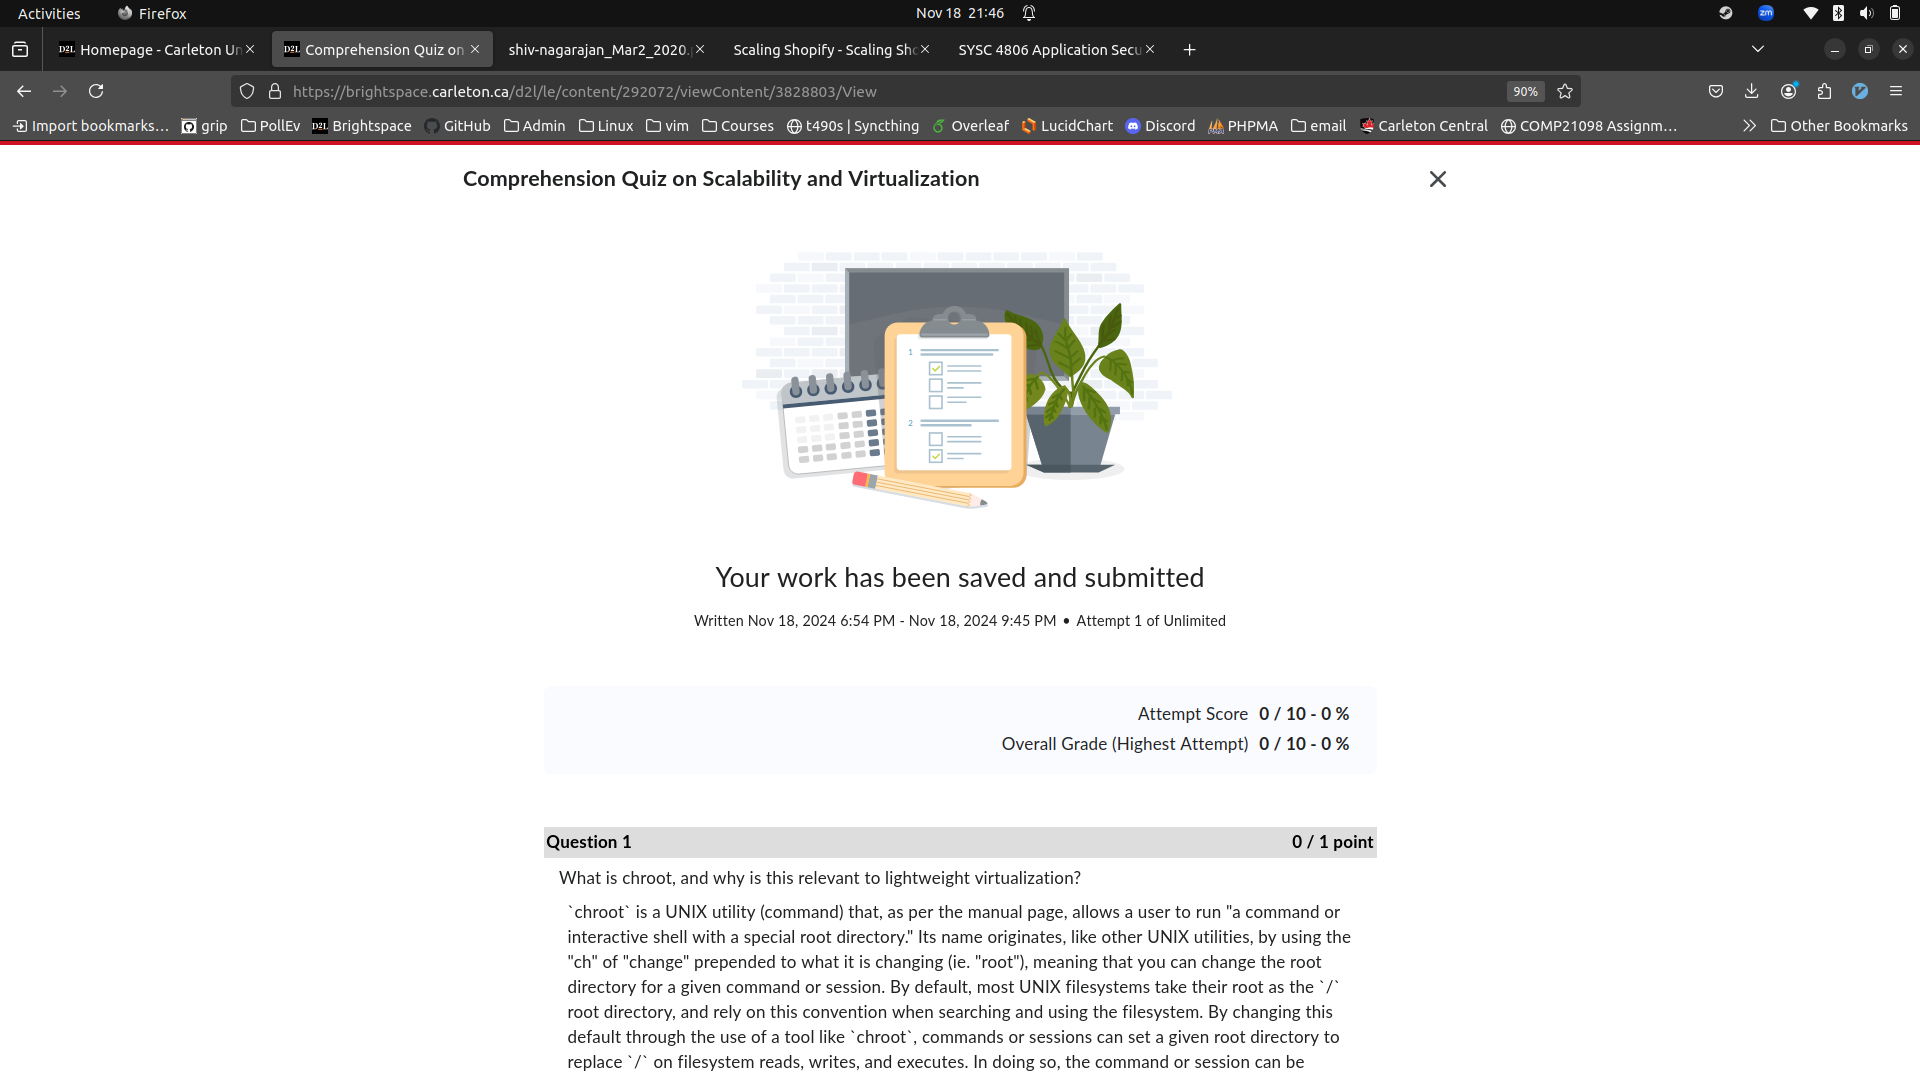 Activities Firefox Nov 18 21:46 zm
D2L Homepage - Carleton Un D2L Comprehension Quiz on shiv-nagarajan_Mar2_2020. Scaling Shopify - Scaling Sho SYSC 4806 Application Secu
https://brightspace.carleton.ca/d2l/le/content/292072/viewContent/3828803/View 90%
Import bookmarks… grip PollEv D2L Brightspace GitHub Admin Linux vim Courses t490s | Syncthing Overleaf LucidChart Discord PHPMA email Carleton Central COMP21098 Assignm… Other Bookmarks
Comprehension Quiz on Scalability and Virtualization
1
2
Your work has been saved and submitted
Written Nov 18, 2024 6:54 PM - Nov 18, 2024 9:45 PM • Attempt 1 of Unlimited
Attempt Score 0 / 10 - 0 %
Overall Grade (Highest Attempt) 0 / 10 - 0 %
Question 1 0 / 1 point
What is chroot, and why is this relevant to lightweight virtualization?
`chroot` is a UNIX utility (command) that, as per the manual page, allows a user to run "a command or
interactive shell with a special root directory." Its name originates, like other UNIX utilities, by using the
"ch" of "change" prepended to what it is changing (ie. "root"), meaning that you can change the root
directory for a given command or session. By default, most UNIX filesystems take their root as the `/`
root directory, and rely on this convention when searching and using the filesystem. By changing this
default through the use of a tool like `chroot`, commands or sessions can set a given root directory to
replace `/` on filesystem reads, writes, and executes. In doing so, the command or session can be